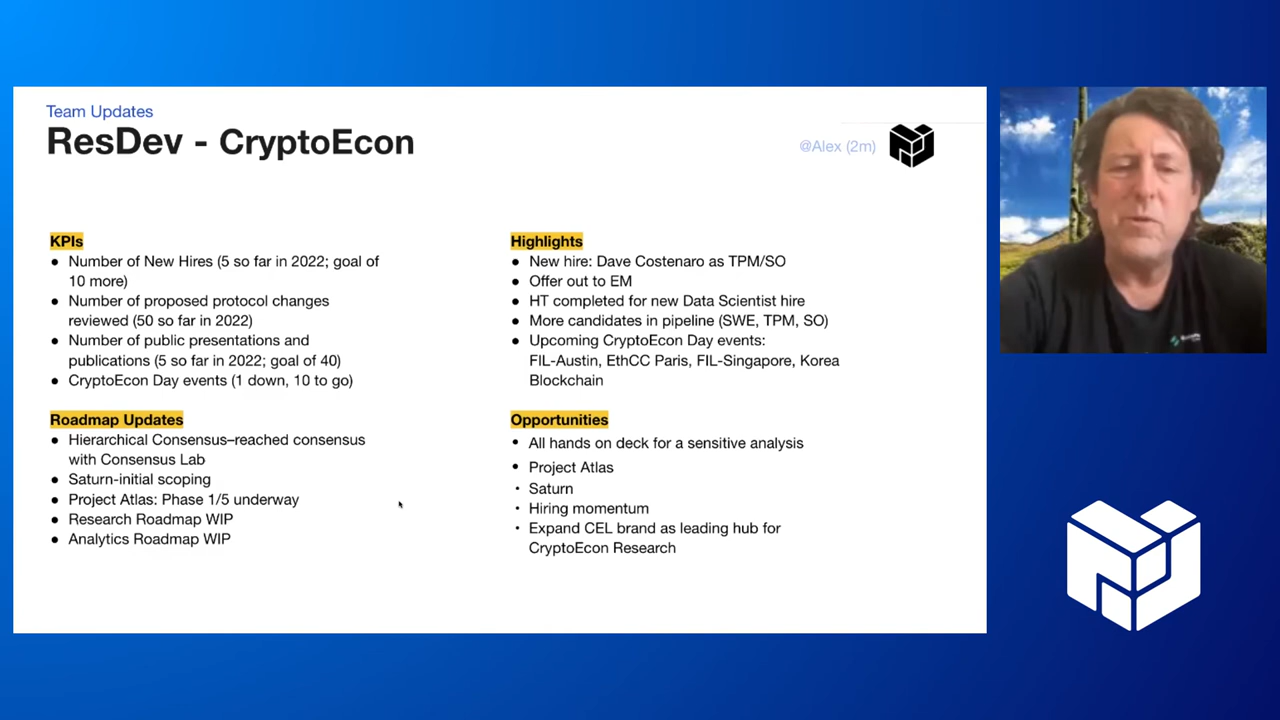 Team Updates
ResDev - CryptoEcon
@Alex (2m)
KPIs
● Number of New Hires (5 so far in 2022; goal of
10 more)
● Number of proposed protocol changes
reviewed (50 so far in 2022)
● Number of public presentations and
publications (5 so far in 2022; goal of 40)
● CryptoEcon Day events (1 down, 10 to go)
Roadmap Updates
● Hierarchical Consensus–reached consensus
with Consensus Lab
● Saturn-initial scoping
● Project Atlas: Phase 1/5 underway
● Research Roadmap WIP
● Analytics Roadmap WIP
Highlights
● New hire: Dave Costenaro as TPM/SO
● Offer out to EM
● HT completed for new Data Scientist hire
● More candidates in pipeline (SWE, TPM, SO)
● Upcoming CryptoEcon Day events:
FIL-Austin, EthCC Paris, FIL-Singapore, Korea
Blockchain
Opportunities
• All hands on deck for a sensitive analysis
• Project Atlas
• Saturn
• Hiring momentum
• Expand CEL brand as leading hub for
CryptoEcon Research